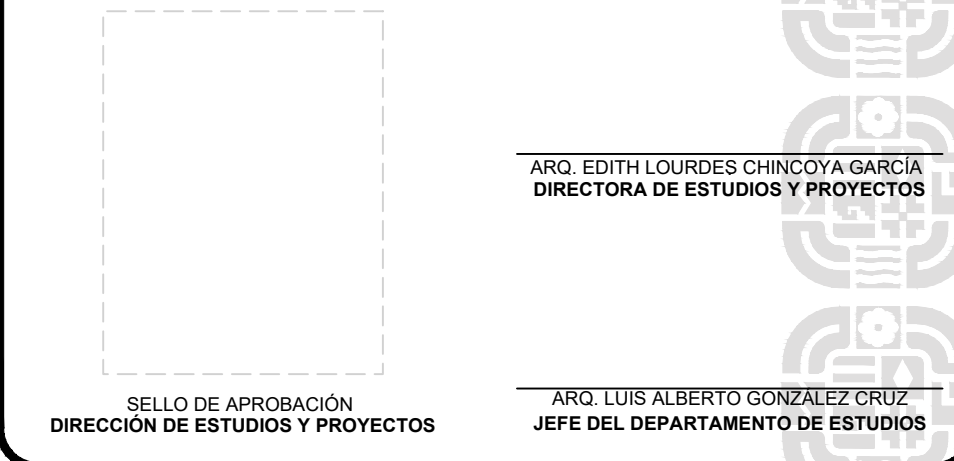 ARQ. EDITH LOURDES CHINCOYA GARCÍA
DIRECTORA DE ESTUDIOS Y PROYECTOS
SELLO DE APROBACIÓN
DIRECCIÓN DE ESTUDIOS Y PROYECTOS
ARQ. LUIS ALBERTO GONZÁLEZ CRUZ
JEFE DEL DEPARTAMENTO DE ESTUDIOS